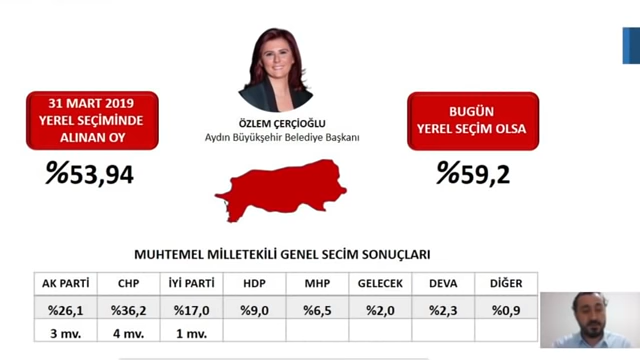 31 MART 2019
YEREL SEÇİMİNDE
ALINAN OY
%53,94
ÖZLEM ÇERÇİOĞLU
Aydın Büyükşehir Belediye Başkanı
BUGÜN
YEREL SEÇİM OLSA
%59,2
MUHTEMEL MİLLETEKİLİ GENEL SECİM SONUÇLARI
AK PARTİ CHP İYİ PARTİ HDP MHP GELECEK DEVA DİĞER
%26,1 %36,2 %17,0 %9,0 %6,5 %2,0 %2,3 %0,9
3 mv. 4 mv. 1 mv.